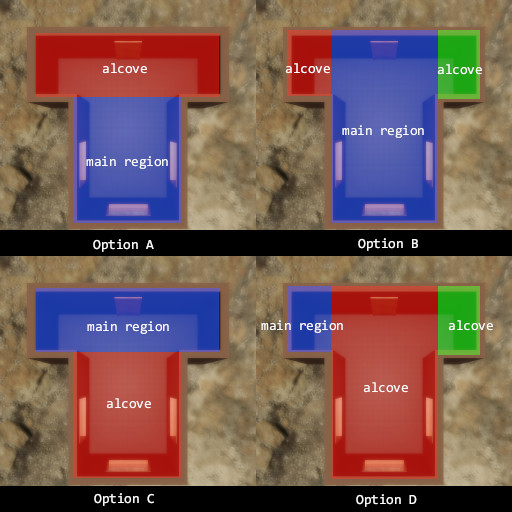 alcove
main region
Option A
alcove
alcove
main region
Option B
main region
alcove
Option C
main region
alcove
alcove
Option D